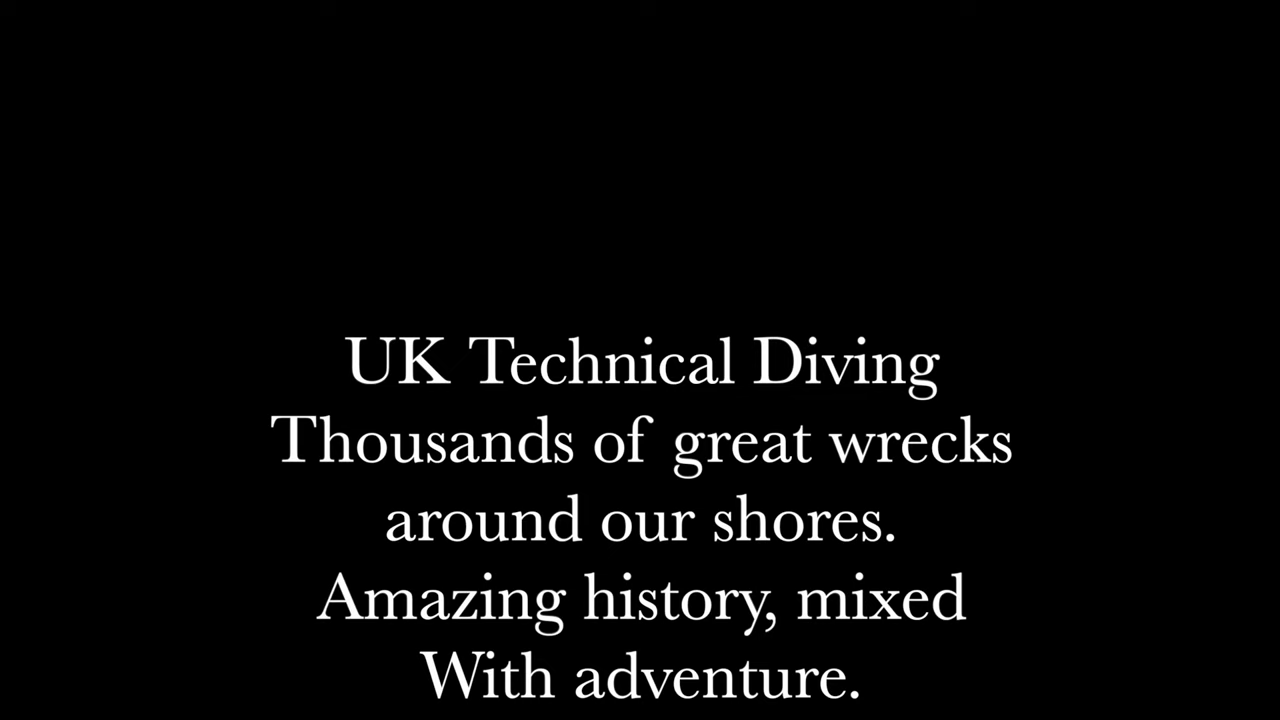 UK Technical Diving
Thousands of great wrecks
around our shores.
Amazing history, mixed
With adventure.